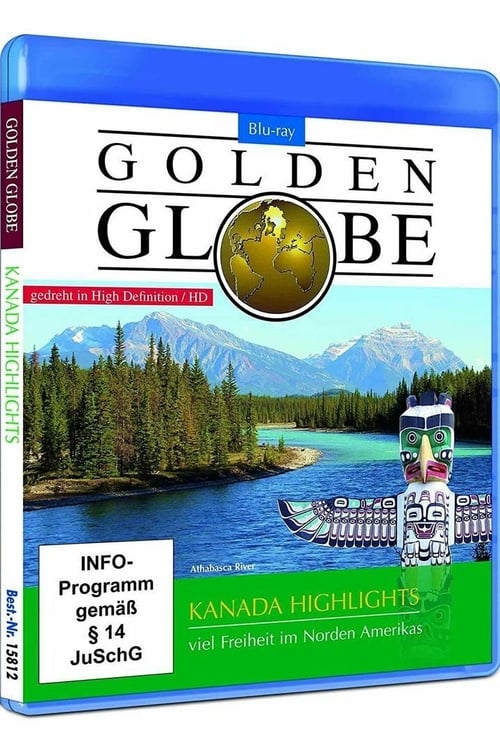 GOLDEN GLOBE
KANADA HIGHLIGHTS
Best.-Nr. 15812
Blu-ray
GOLDEN
GLOBE
gedreht in High Definition / HD
Athabasca River
INFO-
Programm
gemäß
§ 14
JuSchG
KANADA HIGHLIGHTS
viel Freiheit im Norden Amerikas